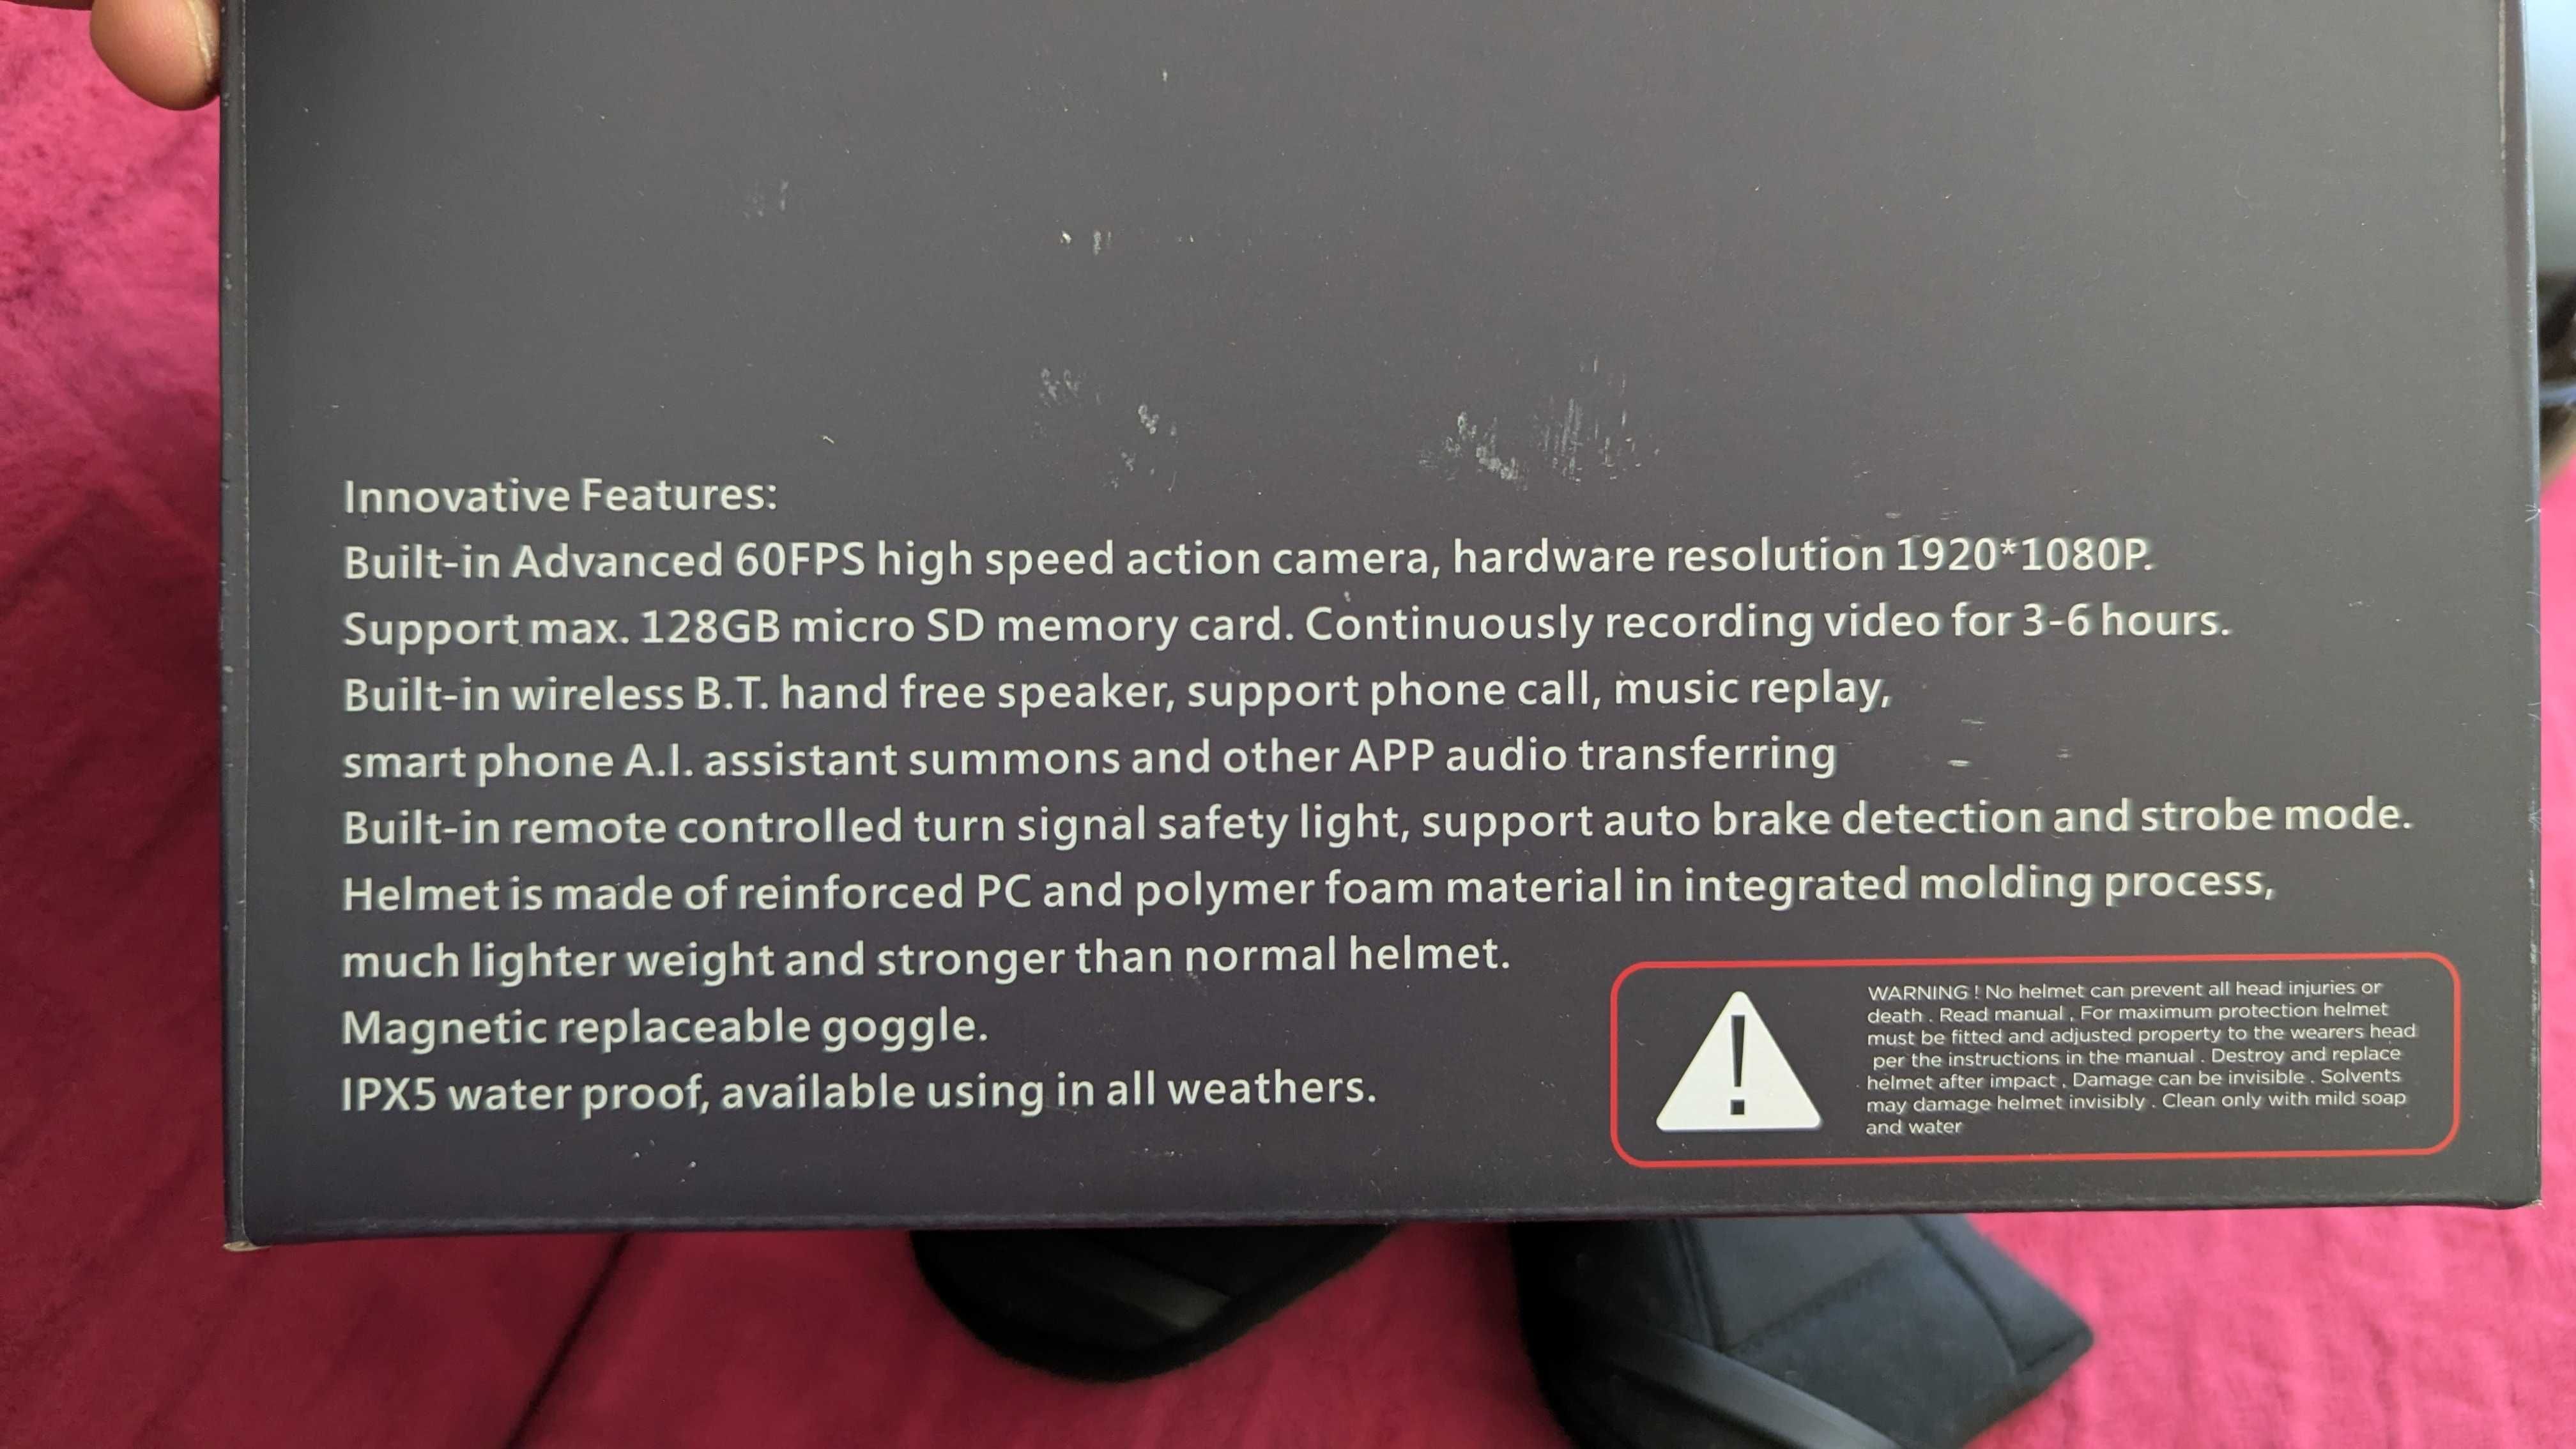 Innovative Features:
Built-in Advanced 60FPS high speed action camera, hardware resolution 1920*1080P.
Support max. 128GB micro SD memory card. Continuously recording video for 3-6 hours.
Built-in wireless B.T. hand free speaker, support phone call, music replay,
smart phone A.I. assistant summons and other APP audio transferring
Built-in remote controlled turn signal safety light, support auto brake detection and strobe mode.
Helmet is made of reinforced PC and polymer foam material in integrated molding process,
much lighter weight and stronger than normal helmet.
Magnetic replaceable goggle.
IPX5 water proof, available using in all weathers.
WARNING ! No helmet can prevent all head injuries or
death . Read manual . For maximum protection helmet
must be fitted and adjusted property to the wearers head
per the instructions in the manual . Destroy and replace
helmet after impact . Damage can be invisible . Solvents
may damage helmet invisibly . Clean only with mild soap
and water